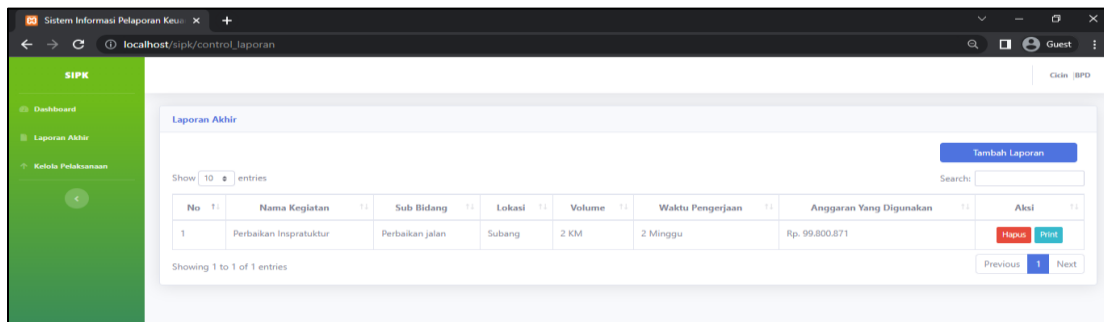 Sistem Informasi Pelaporan Keua
localhost/sipk/control_laporan
Guest
SIPK
Cicin |BPD
Dashboard
Laporan Akhir
Kelola Pelaksanaan
Laporan Akhir
Tambah Laporan
Show 10 entries
Search:
No Nama Kegiatan Sub Bidang Lokasi Volume Waktu Pengerjaan Anggaran Yang Digunakan Aksi
1 Perbaikan Inspratuktur Perbaikan jalan Subang 2 KM 2 Minggu Rp. 99.800.871 Hapus Print
Showing 1 to 1 of 1 entries
Previous 1 Next